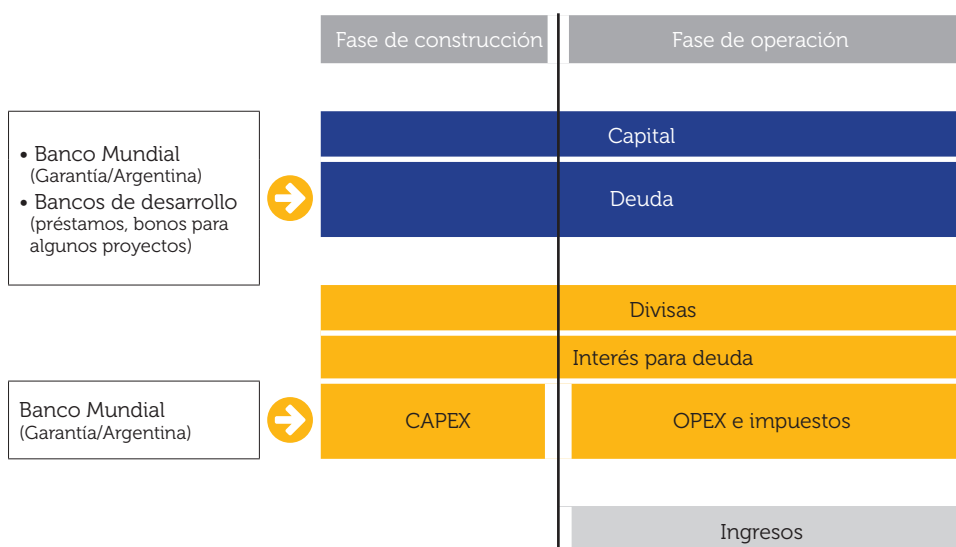 Fase de construcción
Fase de operación
• Banco Mundial
(Garantía/Argentina)
• Bancos de desarrollo
(préstamos, bonos para
algunos proyectos)
Capital
Deuda
Divisas
Interés para deuda
Banco Mundial
(Garantía/Argentina)
CAPEX
OPEX e impuestos
Ingresos